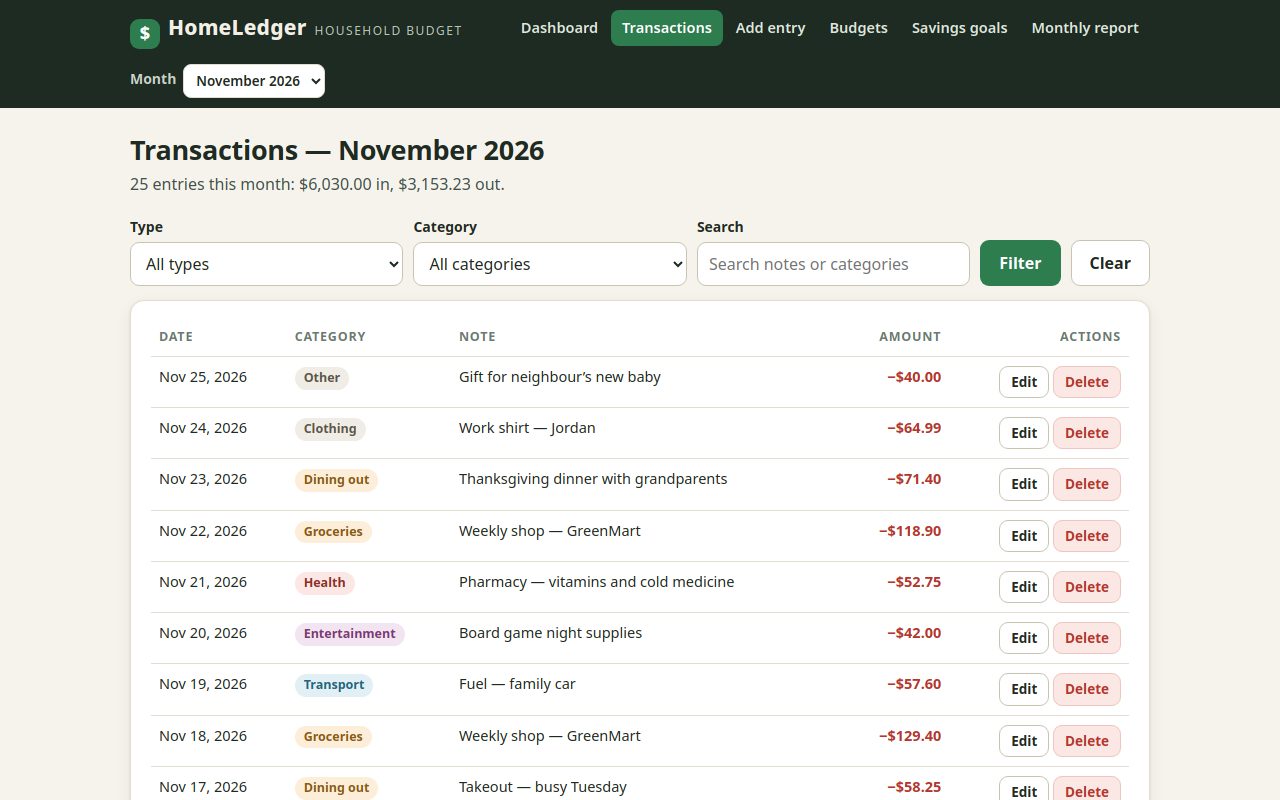 $ HomeLedger HOUSEHOLD BUDGET Dashboard Transactions Add entry Budgets Savings goals Monthly report
Month November 2026
Transactions — November 2026
25 entries this month: $6,030.00 in, $3,153.23 out.
Type Category Search
All types All categories Search notes or categories Filter Clear
DATE CATEGORY NOTE AMOUNT ACTIONS
Nov 25, 2026 Other Gift for neighbour’s new baby −$40.00 Edit Delete
Nov 24, 2026 Clothing Work shirt — Jordan −$64.99 Edit Delete
Nov 23, 2026 Dining out Thanksgiving dinner with grandparents −$71.40 Edit Delete
Nov 22, 2026 Groceries Weekly shop — GreenMart −$118.90 Edit Delete
Nov 21, 2026 Health Pharmacy — vitamins and cold medicine −$52.75 Edit Delete
Nov 20, 2026 Entertainment Board game night supplies −$42.00 Edit Delete
Nov 19, 2026 Transport Fuel — family car −$57.60 Edit Delete
Nov 18, 2026 Groceries Weekly shop — GreenMart −$129.40 Edit Delete
Nov 17, 2026 Dining out Takeout — busy Tuesday −$58.25 Edit Delete